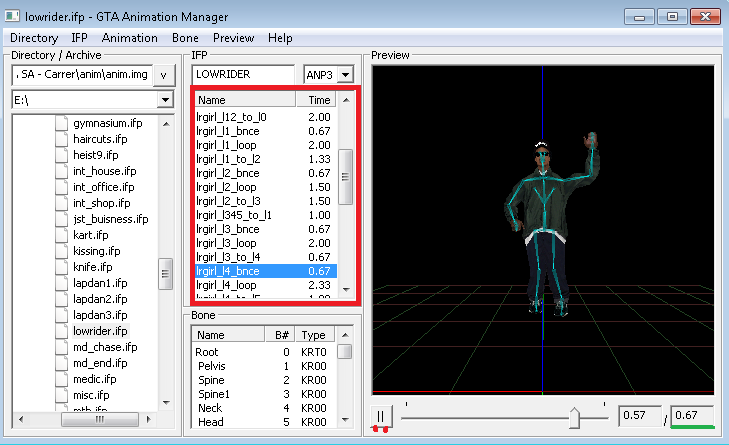 lowrider.ifp - GTA Animation Manager
Directory IFP Animation Bone Preview Help
Directory / Archive
. SA - Carrer\anim\anim.img v
E:\
gymnasium.ifp
haircuts.ifp
heist9.ifp
int_house.ifp
int_office.ifp
int_shop.ifp
jst_buisness.ifp
kart.ifp
kissing.ifp
knife.ifp
lapdan1.ifp
lapdan2.ifp
lapdan3.ifp
lowrider.ifp
md_chase.ifp
md_end.ifp
medic.ifp
misc.ifp
mtb.ifp
IFP
LOWRIDER ANP3
Name Time
lrgirl_l12_to_l0 2.00
lrgirl_l1_bnce 0.67
lrgirl_l1_loop 2.00
lrgirl_l1_to_l2 1.33
lrgirl_l2_bnce 0.67
lrgirl_l2_loop 1.50
lrgirl_l2_to_l3 1.50
lrgirl_l345_to_l1 1.00
lrgirl_l3_bnce 0.67
lrgirl_l3_loop 2.00
lrgirl_l3_to_l4 0.67
lrgirl_l4_bnce 0.67
lrgirl_l4_loop 2.33
lrgirl_l4_to_l5 1.00
Bone
Name B# Type
Root 0 KRT0
Pelvis 1 KR00
Spine 2 KR00
Spine1 3 KR00
Neck 4 KR00
Head 5 KR00
Preview
0.57 / 0.67